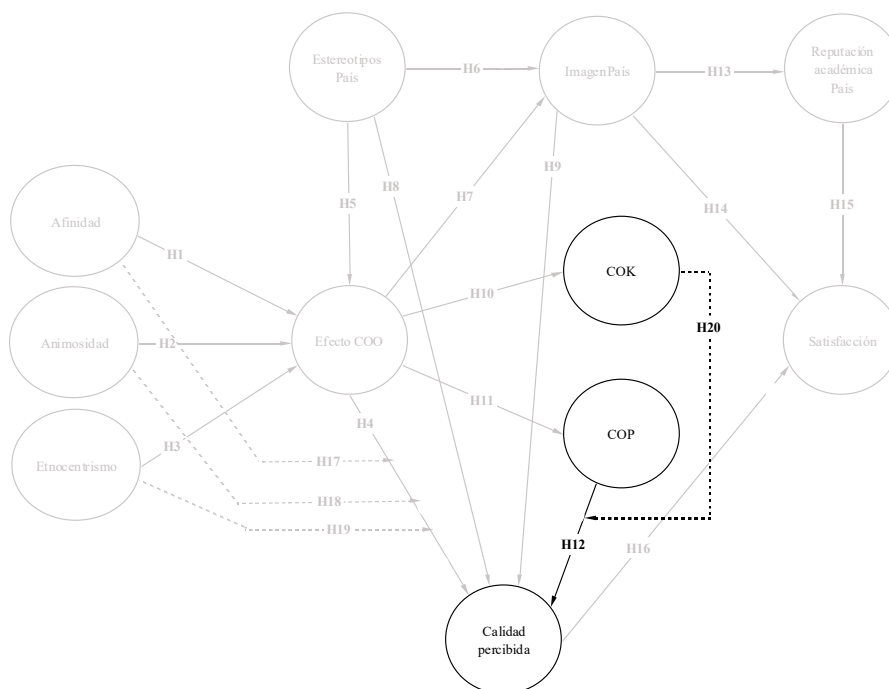 Estereotipos
País
H6
ImagenPaís
H13
Reputación
académica
País
H9
H8
H7
H5
H14
H15
Afinidad
H1
COK
H10
H20
Animosidad
H2
Efecto COO
Satisfacción
H11
H4
COP
H3
Etnocentrismo
H17
H18
H19
H12
H16
Calidad
percibida